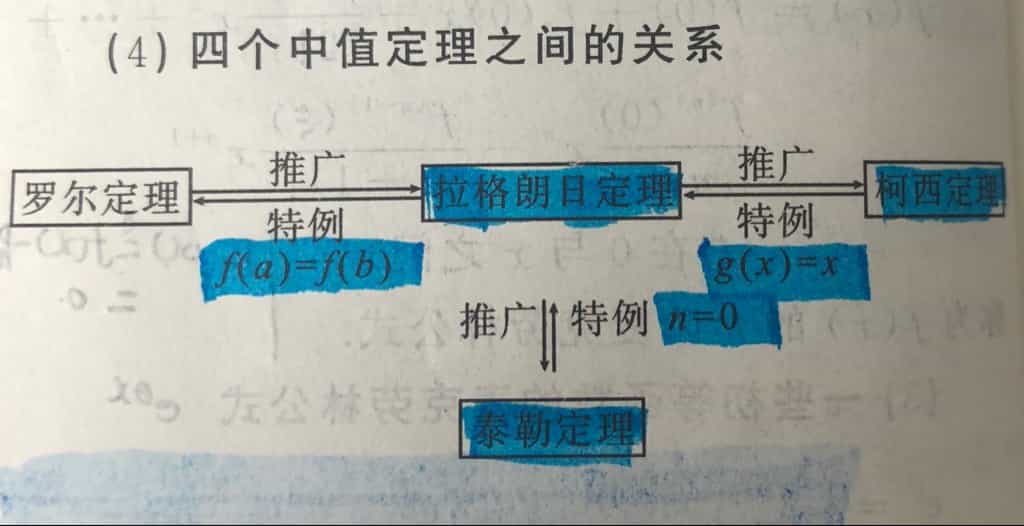 (4) 四个中值定理之间的关系
罗尔定理 推广 拉格朗日定理 推广 柯西定理
特例 特例
f(a)=f(b) g(x)=x
推广 特例 n=0
泰勒定理